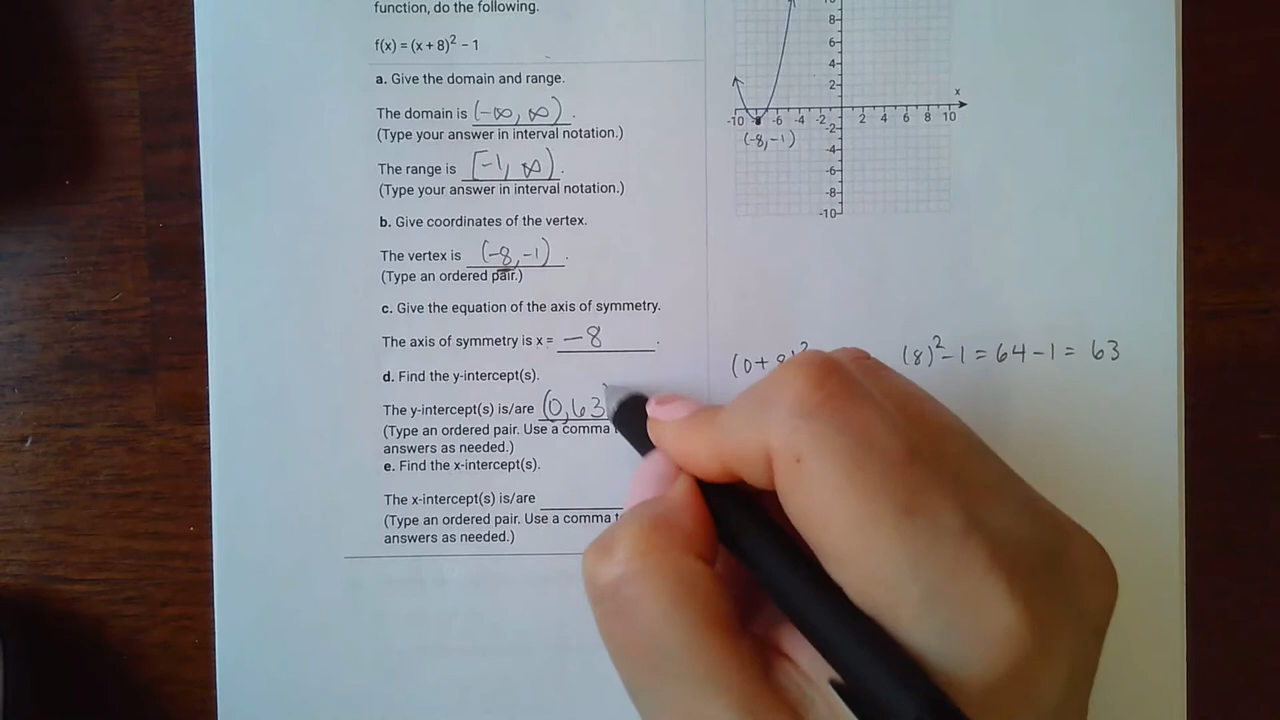 function, do the following.
f(x) = (x + 8)² − 1
a. Give the domain and range.
The domain is (-∞, ∞).
(Type your answer in interval notation.)
The range is [-1, ∞).
(Type your answer in interval notation.)
b. Give coordinates of the vertex.
The vertex is (-8, -1).
(Type an ordered pair.)
c. Give the equation of the axis of symmetry.
The axis of symmetry is x = -8.
d. Find the y-intercept(s).
The y-intercept(s) is/are (0, 63)
(Type an ordered pair. Use a comma
answers as needed.)
e. Find the x-intercept(s).
The x-intercept(s) is/are
(Type an ordered pair. Use a comma
answers as needed.)
8
6
4
2
x
-10 -8 -6 -4 -2 2 4 6 8 10
-2
(-8, -1)
-4
-6
-8
-10
(0+8)² (8)² - 1 = 64 - 1 = 63